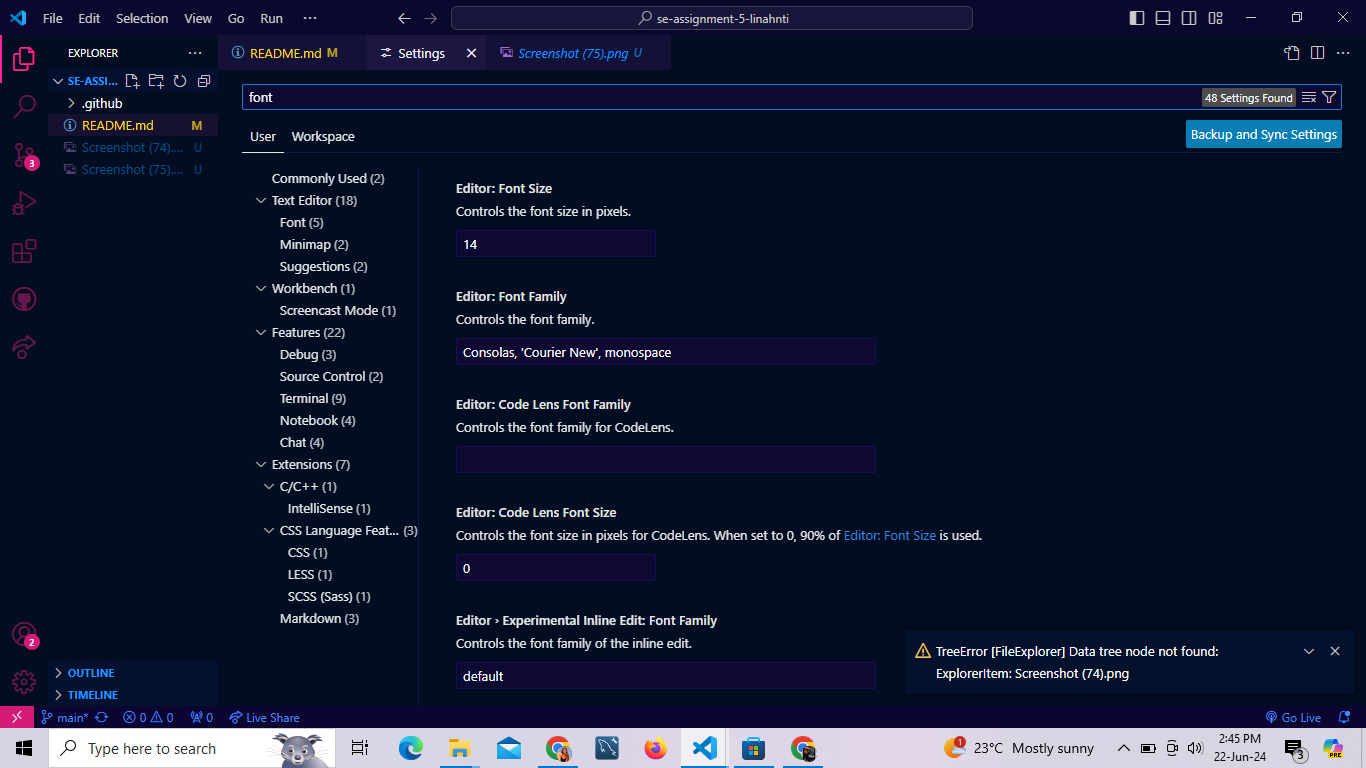 File Edit Selection View Go Run ···
se-assignment-5-linahnti
EXPLORER
SE-ASSI...
.github
README.md M
Screenshot (74).... U
Screenshot (75).... U
OUTLINE
TIMELINE
README.md M
Settings
Screenshot (75).png U
font
48 Settings Found
User Workspace
Backup and Sync Settings
Commonly Used (2)
Text Editor (18)
Font (5)
Minimap (2)
Suggestions (2)
Workbench (1)
Screencast Mode (1)
Features (22)
Debug (3)
Source Control (2)
Terminal (9)
Notebook (4)
Chat (4)
Extensions (7)
C/C++ (1)
IntelliSense (1)
CSS Language Feat... (3)
CSS (1)
LESS (1)
SCSS (Sass) (1)
Markdown (3)
Editor: Font Size
Controls the font size in pixels.
14
Editor: Font Family
Controls the font family.
Consolas, 'Courier New', monospace
Editor: Code Lens Font Family
Controls the font family for CodeLens.
Editor: Code Lens Font Size
Controls the font size in pixels for CodeLens. When set to 0, 90% of Editor: Font Size is used.
0
Editor › Experimental Inline Edit: Font Family
Controls the font family of the inline edit.
default
TreeError [FileExplorer] Data tree node not found:
ExplorerItem: Screenshot (74).png
3
2
main* 0 0 0 Live Share
Go Live
Type here to search
1
23°C Mostly sunny
2:45 PM
22-Jun-24
3
PRE